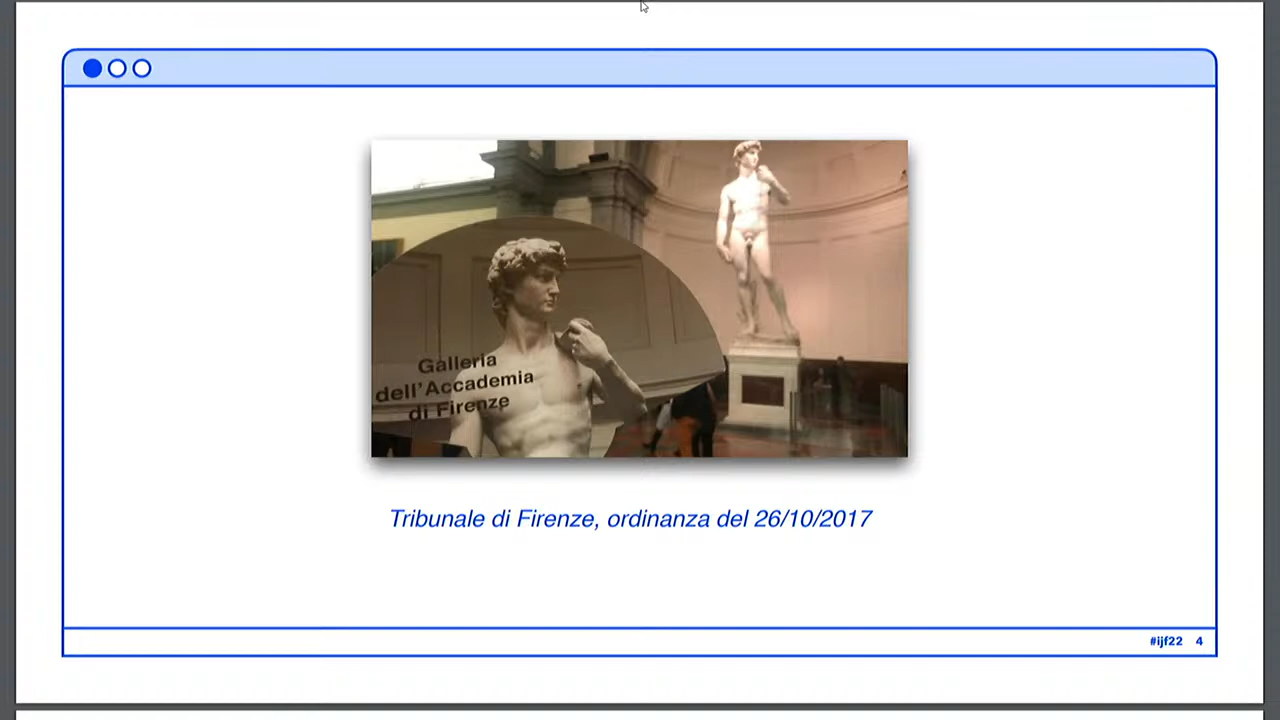 Galleria
dell'Accademia
di Firenze
Tribunale di Firenze, ordinanza del 26/10/2017
#ijf22 4